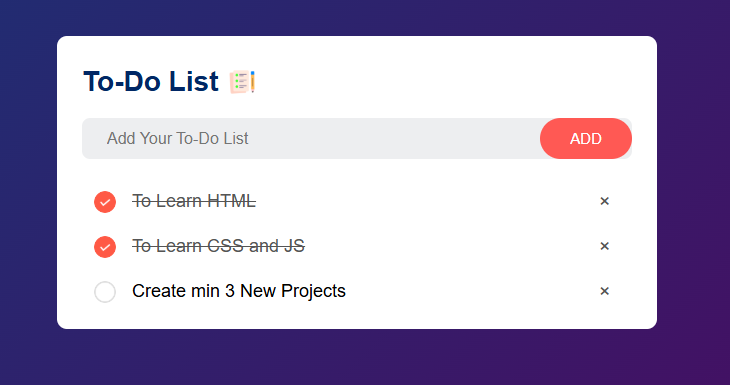 To-Do List
Add Your To-Do List
ADD
To Learn HTML
×
To Learn CSS and JS
×
Create min 3 New Projects
×